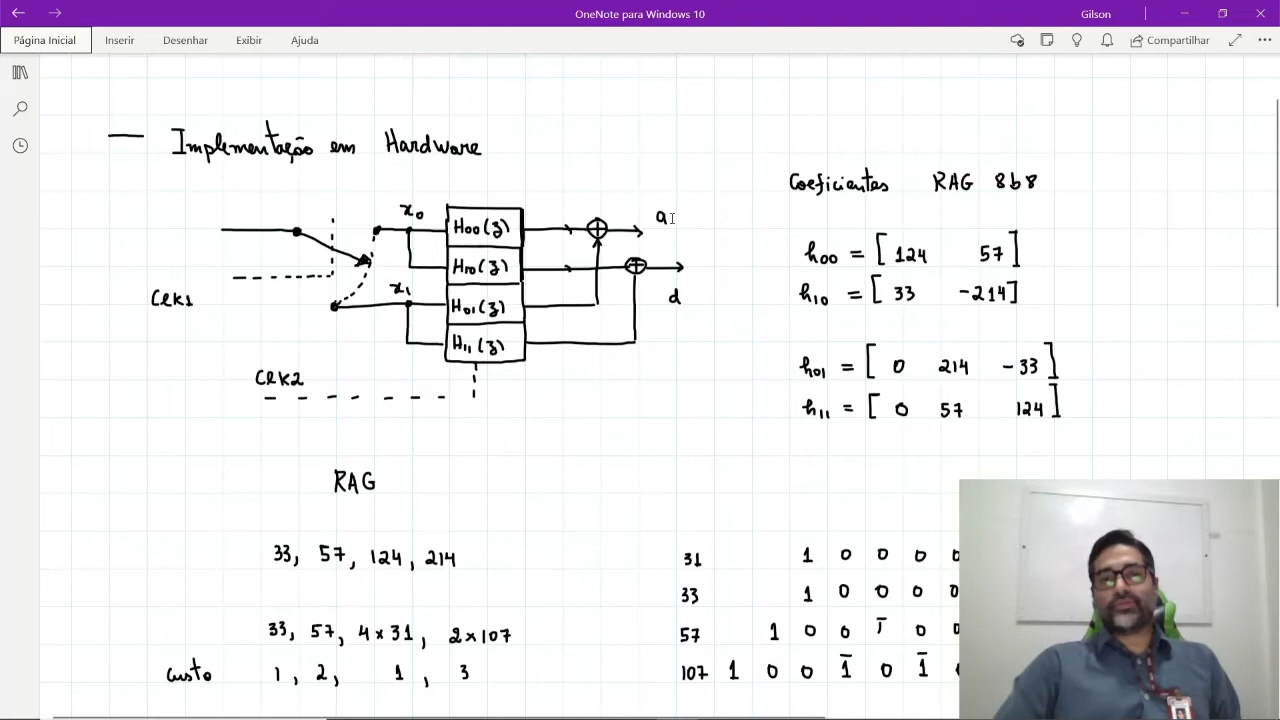 OneNote para Windows 10
Gilson
Página Inicial Inserir Desenhar Exibir Ajuda
Compartilhar
— Implementação em Hardware
Coeficientes RAG 8b8
x₀ H₀₀(z) a
H₁₀(z)
x₁ H₀₁(z) d
H₁₁(z)
Clk1
Clk2
h₀₀ = [ 124 57 ]
h₁₀ = [ 33 -214 ]
h₀₁ = [ 0 214 -33 ]
h₁₁ = [ 0 57 124 ]
RAG
33, 57, 124, 214
33, 57, 4 x 31, 2 x 107
Custo 1, 2, 1, 3
31 1 0 0 0 0
33 1 0 0 0 0
57 1 0 0 1̅ 0 0
107 1 0 0 1̅ 0 1̅